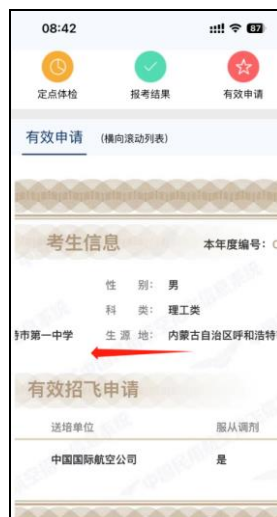 08:42
87
定点体检 报考结果 有效申请
有效申请 (横向滚动列表)
考生信息 本年度编号:
性 别: 男
科 类: 理工类
特市第一中学 生 源 地: 内蒙古自治区呼和浩特
有效招飞申请
送培单位 服从调剂
中国国际航空公司 是